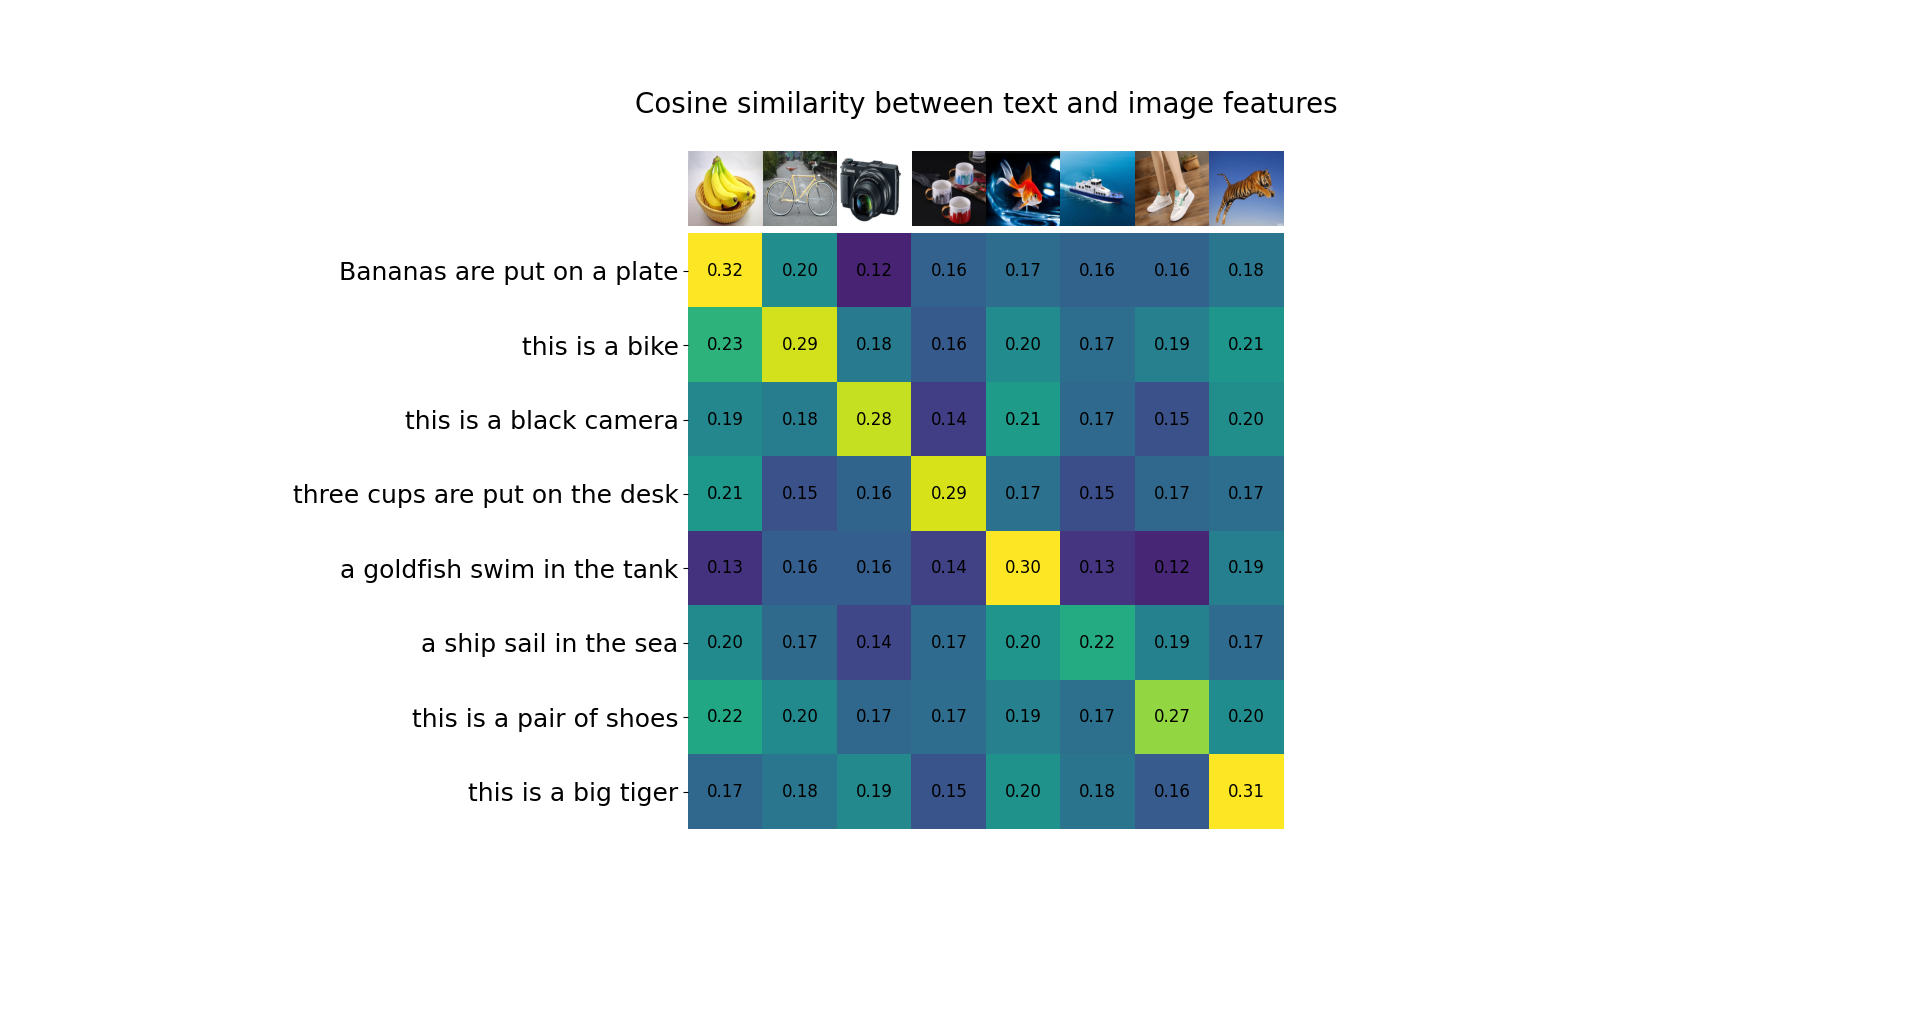 Cosine similarity between text and image features
Bananas are put on a plate 0.32 0.20 0.12 0.16 0.17 0.16 0.16 0.18
this is a bike 0.23 0.29 0.18 0.16 0.20 0.17 0.19 0.21
this is a black camera 0.19 0.18 0.28 0.14 0.21 0.17 0.15 0.20
three cups are put on the desk 0.21 0.15 0.16 0.29 0.17 0.15 0.17 0.17
a goldfish swim in the tank 0.13 0.16 0.16 0.14 0.30 0.13 0.12 0.19
a ship sail in the sea 0.20 0.17 0.14 0.17 0.20 0.22 0.19 0.17
this is a pair of shoes 0.22 0.20 0.17 0.17 0.19 0.17 0.27 0.20
this is a big tiger 0.17 0.18 0.19 0.15 0.20 0.18 0.16 0.31